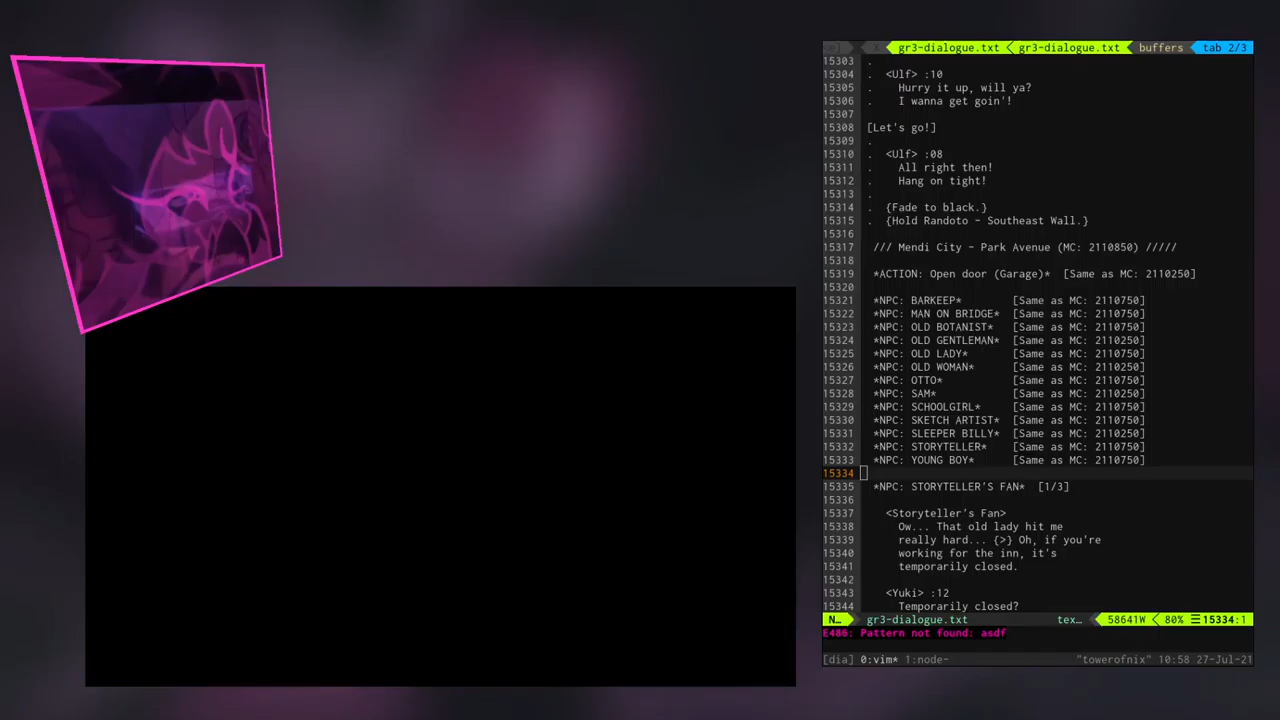 gr3-dialogue.txt < gr3-dialogue.txt buffers tab 2/3
15303 .
15304 . <Ulf> :10
15305 . Hurry it up, will ya?
15306 . I wanna get goin'!
15307
15308 [Let's go!]
15309 .
15310 . <Ulf> :08
15311 . All right then!
15312 . Hang on tight!
15313 .
15314 . {Fade to black.}
15315 . {Hold Randoto - Southeast Wall.}
15316
15317 /// Mendi City - Park Avenue (MC: 2110850) /////
15318
15319 *ACTION: Open door (Garage)* [Same as MC: 2110250]
15320
15321 *NPC: BARKEEP* [Same as MC: 2110750]
15322 *NPC: MAN ON BRIDGE* [Same as MC: 2110750]
15323 *NPC: OLD BOTANIST* [Same as MC: 2110750]
15324 *NPC: OLD GENTLEMAN* [Same as MC: 2110250]
15325 *NPC: OLD LADY* [Same as MC: 2110750]
15326 *NPC: OLD WOMAN* [Same as MC: 2110250]
15327 *NPC: OTTO* [Same as MC: 2110750]
15328 *NPC: SAM* [Same as MC: 2110250]
15329 *NPC: SCHOOLGIRL* [Same as MC: 2110750]
15330 *NPC: SKETCH ARTIST* [Same as MC: 2110750]
15331 *NPC: SLEEPER BILLY* [Same as MC: 2110250]
15332 *NPC: STORYTELLER* [Same as MC: 2110750]
15333 *NPC: YOUNG BOY* [Same as MC: 2110750]
15334
15335 *NPC: STORYTELLER'S FAN* [1/3]
15336
15337 <Storyteller's Fan>
15338 Ow... That old lady hit me
15339 really hard... {>} Oh, if you're
15340 working for the inn, it's
15341 temporarily closed.
15342
15343 <Yuki> :12
15344 Temporarily closed?
N… gr3-dialogue.txt tex… 58641W < 80% ☰15334:1
E486: Pattern not found: asdf
[dia] 0:vim* 1:node- "towerofnix" 10:58 27-Jul-21